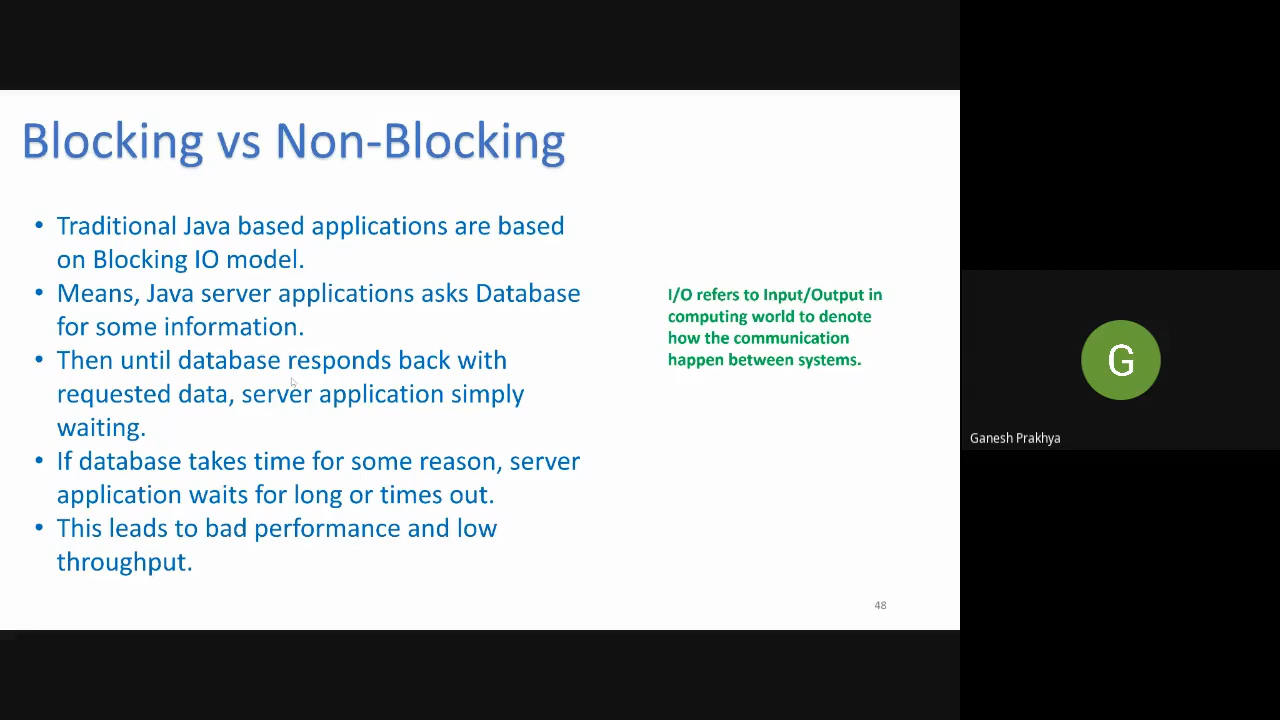 Blocking vs Non-Blocking
• Traditional Java based applications are based
on Blocking IO model.
• Means, Java server applications asks Database
for some information.
• Then until database responds back with
requested data, server application simply
waiting.
• If database takes time for some reason, server
application waits for long or times out.
• This leads to bad performance and low
throughput.
I/O refers to Input/Output in
computing world to denote
how the communication
happen between systems.
48
G
Ganesh Prakhya